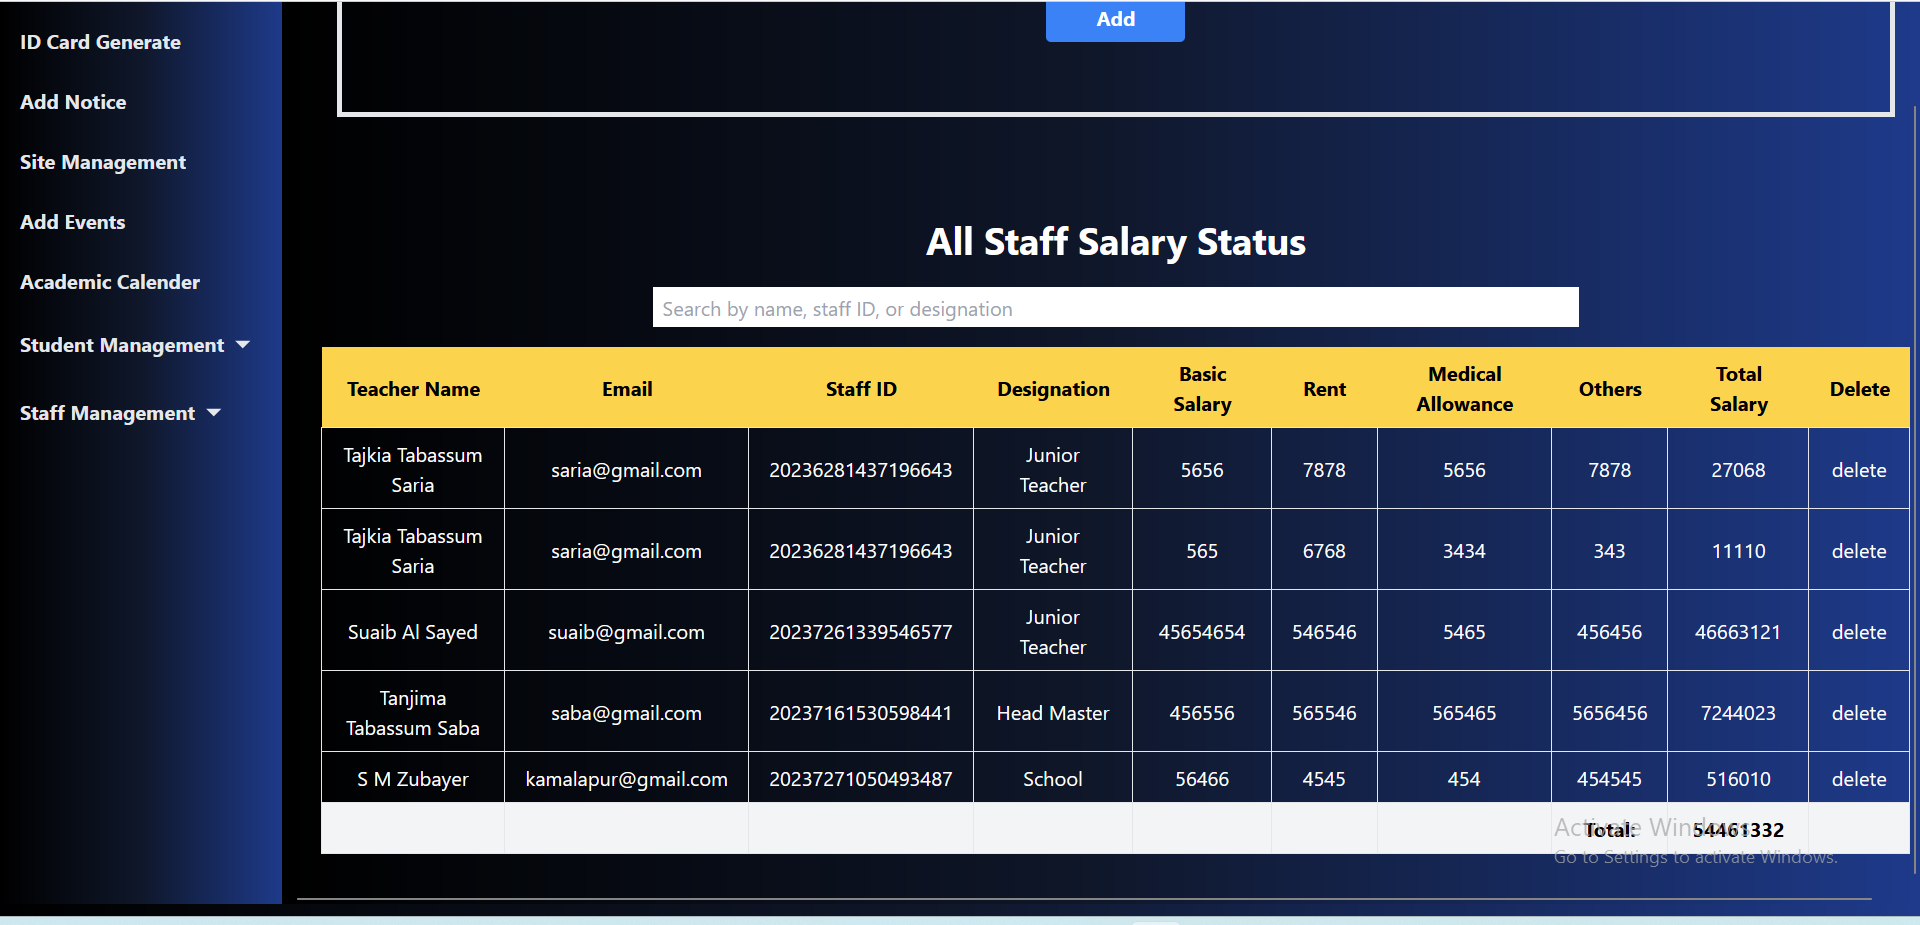 Add
ID Card Generate
Add Notice
Site Management
Add Events
Academic Calender
Student Management
Staff Management
All Staff Salary Status
Search by name, staff ID, or designation
Teacher Name Email Staff ID Designation Basic Salary Rent Medical Allowance Others Total Salary Delete
Tajkia Tabassum Saria saria@gmail.com 20236281437196643 Junior Teacher 5656 7878 5656 7878 27068 delete
Tajkia Tabassum Saria saria@gmail.com 20236281437196643 Junior Teacher 565 6768 3434 343 11110 delete
Suaib Al Sayed suaib@gmail.com 20237261339546577 Junior Teacher 45654654 546546 5465 456456 46663121 delete
Tanjima Tabassum Saba saba@gmail.com 20237161530598441 Head Master 456556 565546 565465 5656456 7244023 delete
S M Zubayer kamalapur@gmail.com 20237271050493487 School 56466 4545 454 454545 516010 delete
Total: 54461332
Activate Windows
Go to Settings to activate Windows.